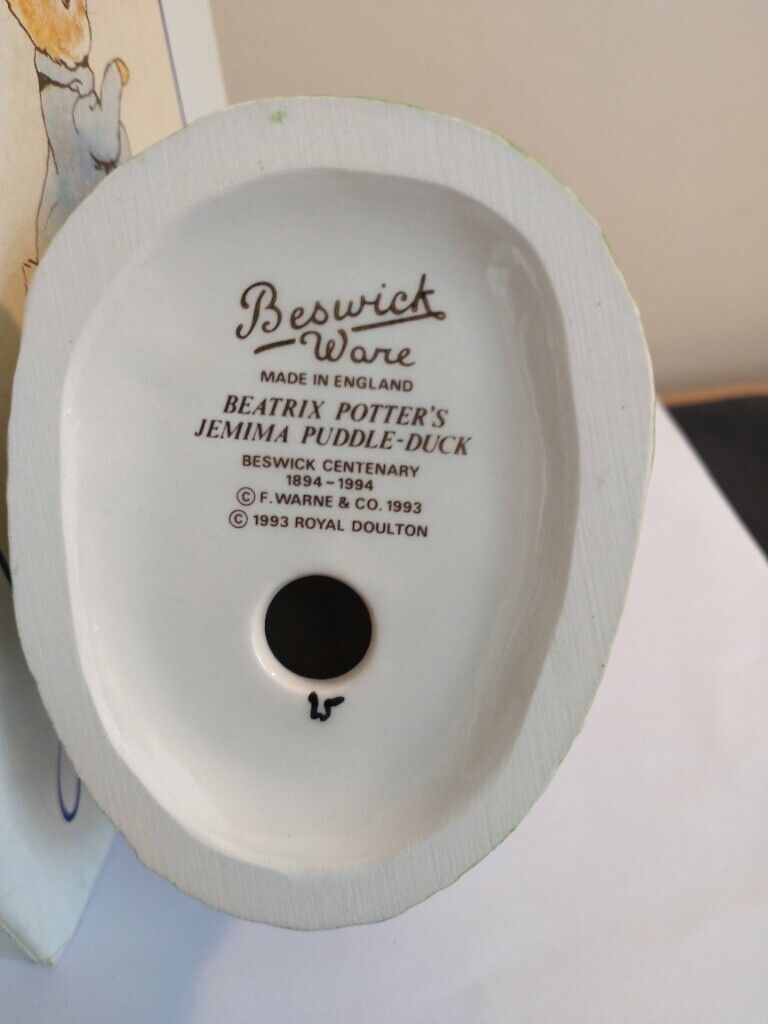 Beswick
Ware
MADE IN ENGLAND
BEATRIX POTTER'S
JEMIMA PUDDLE-DUCK
BESWICK CENTENARY
1894-1994
© F. WARNE & CO. 1993
© 1993 ROYAL DOULTON